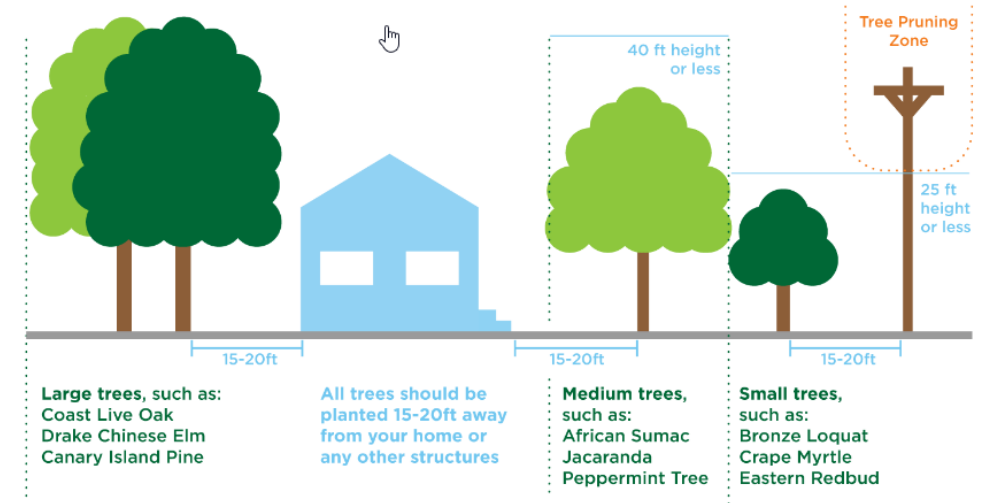 Tree Pruning
Zone
40 ft height
or less
25 ft
height
or less
15-20ft
15-20ft
15-20ft
Large trees, such as:
Coast Live Oak
Drake Chinese Elm
Canary Island Pine
All trees should be
planted 15-20ft away
from your home or
any other structures
Medium trees,
such as:
African Sumac
Jacaranda
Peppermint Tree
Small trees,
such as:
Bronze Loquat
Crape Myrtle
Eastern Redbud